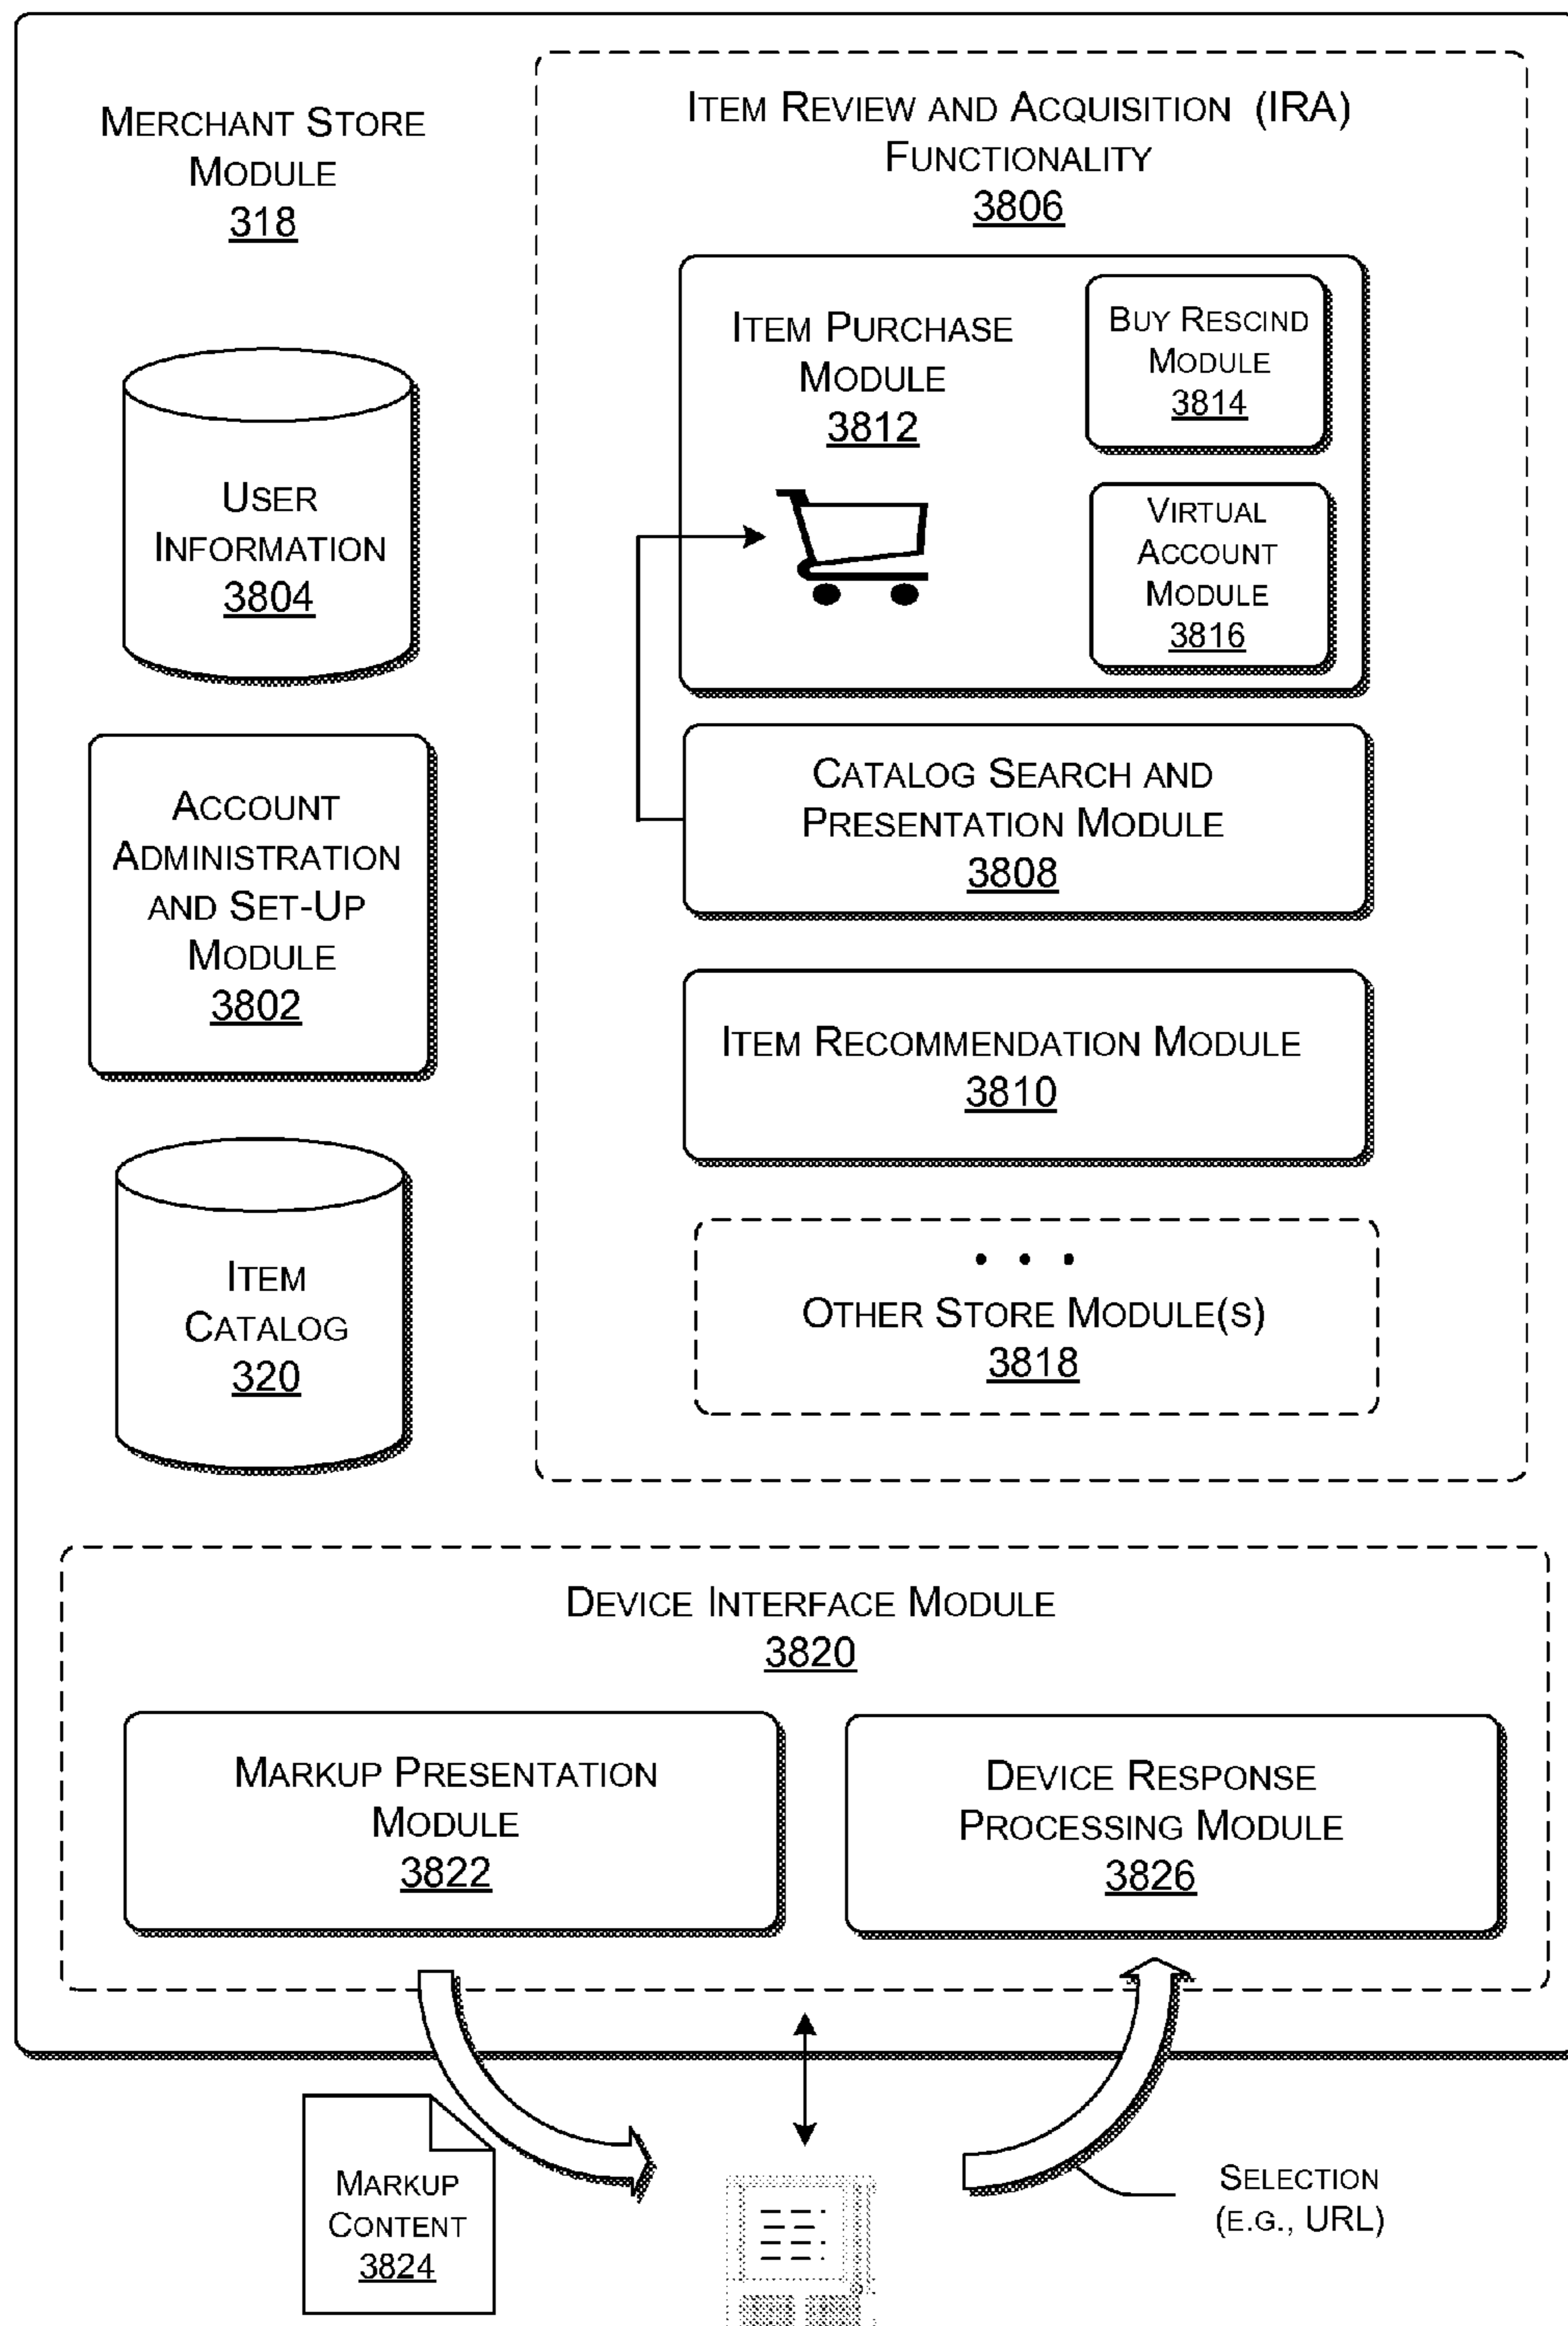 MERCHANT STORE
MODULE
318
USER
INFORMATION
3804
ACCOUNT
ADMINISTRATION
AND SET-UP
MODULE
3802
ITEM
CATALOG
320
ITEM REVIEW AND ACQUISITION (IRA)
FUNCTIONALITY
3806
ITEM PURCHASE
MODULE
3812
BUY RESCIND
MODULE
3814
VIRTUAL
ACCOUNT
MODULE
3816
CATALOG SEARCH AND
PRESENTATION MODULE
3808
ITEM RECOMMENDATION MODULE
3810
• • •
OTHER STORE MODULE(S)
3818
DEVICE INTERFACE MODULE
3820
MARKUP PRESENTATION
MODULE
3822
DEVICE RESPONSE
PROCESSING MODULE
3826
MARKUP
CONTENT
3824
SELECTION
(E.G., URL)